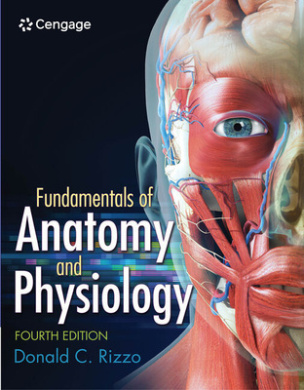 Cengage
Fundamentals of
Anatomy
and
Physiology
FOURTH EDITION
Donald C. Rizzo